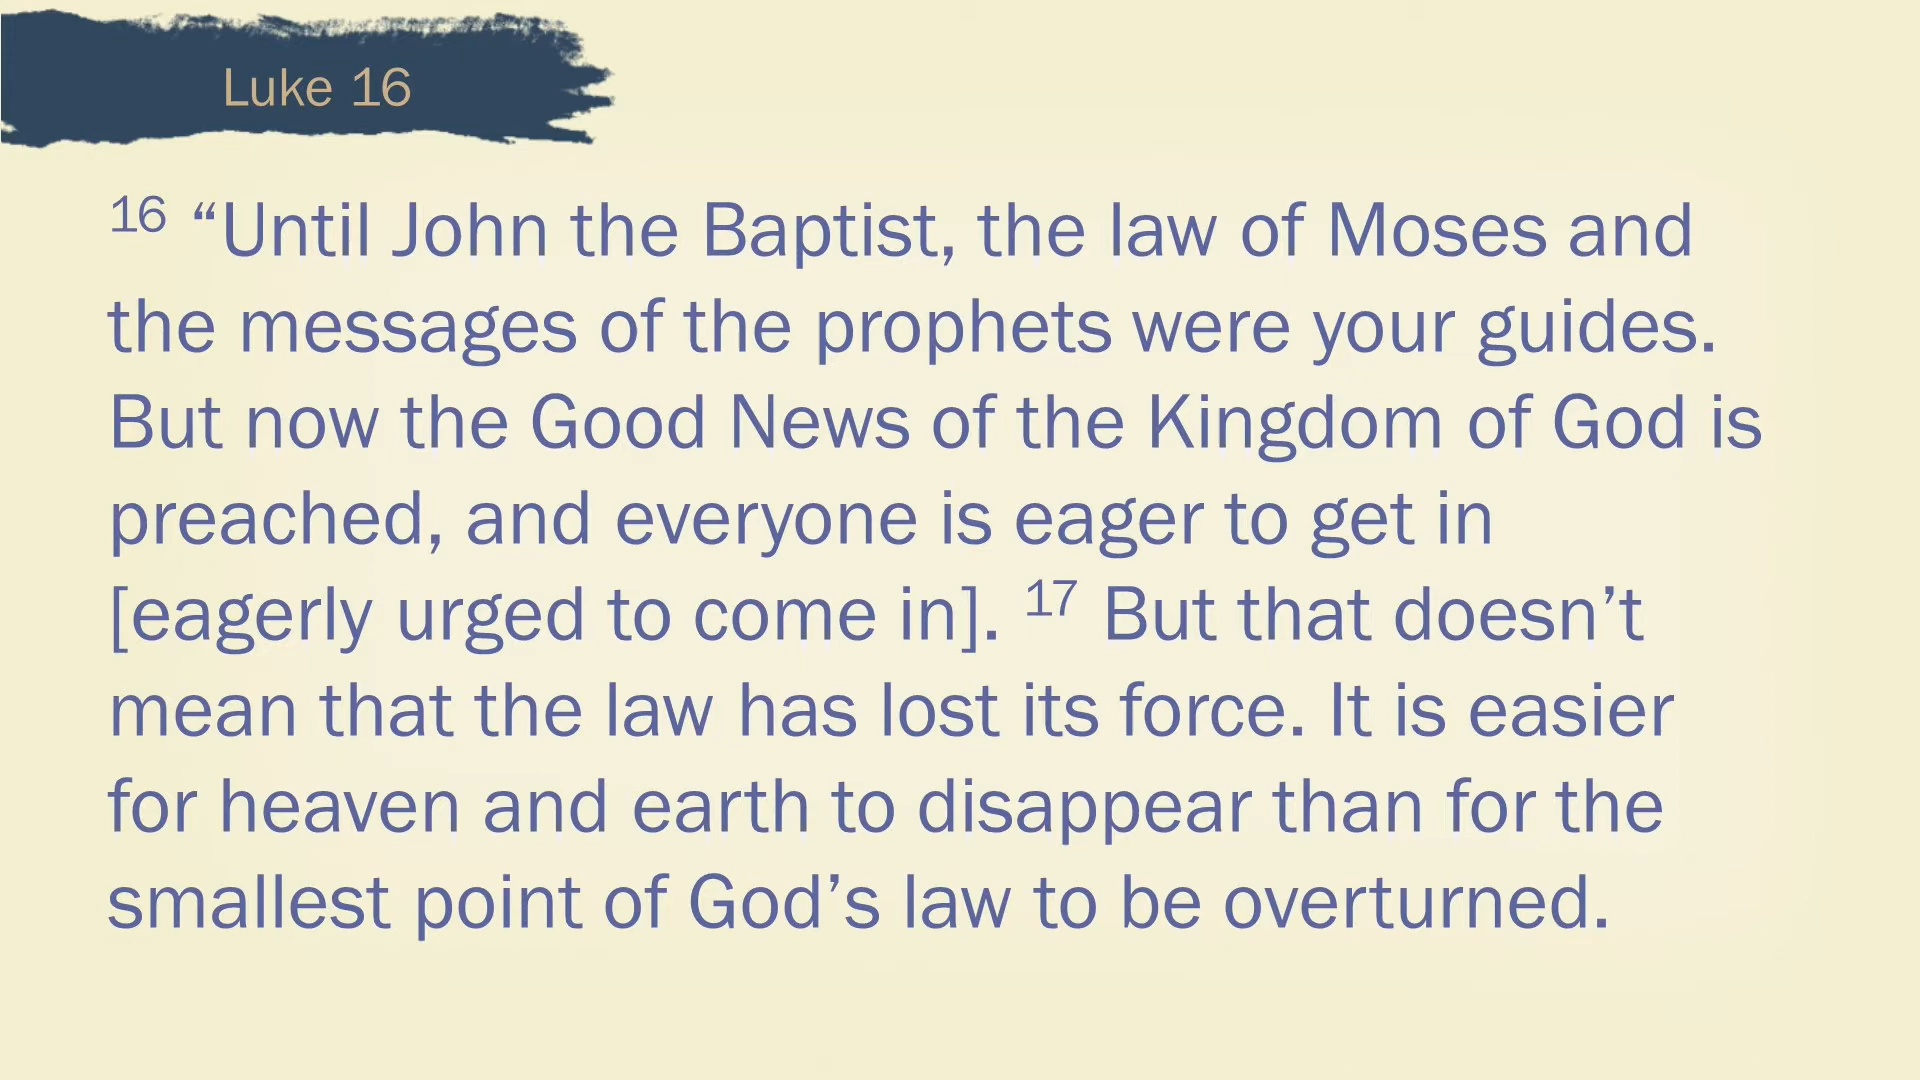 Luke 16
16 “Until John the Baptist, the law of Moses and
the messages of the prophets were your guides.
But now the Good News of the Kingdom of God is
preached, and everyone is eager to get in
[eagerly urged to come in]. 17 But that doesn’t
mean that the law has lost its force. It is easier
for heaven and earth to disappear than for the
smallest point of God’s law to be overturned.